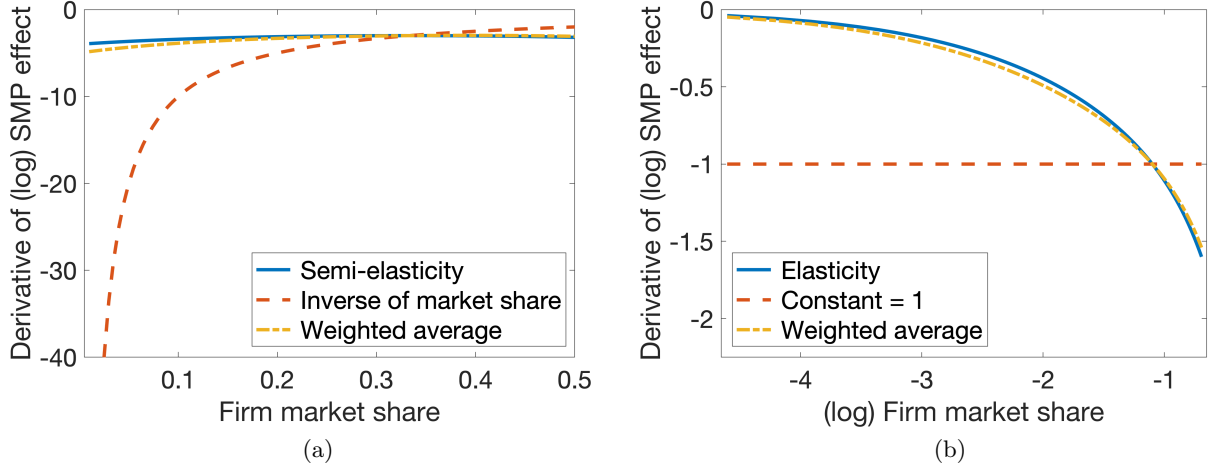 Derivative of (log) SMP effect
0
-10
-20
-30
-40
0.1 0.2 0.3 0.4 0.5
Firm market share
Semi-elasticity
Inverse of market share
Weighted average
(a)
Derivative of (log) SMP effect
0
-0.5
-1
-1.5
-2
-4 -3 -2 -1
(log) Firm market share
Elasticity
Constant = 1
Weighted average
(b)